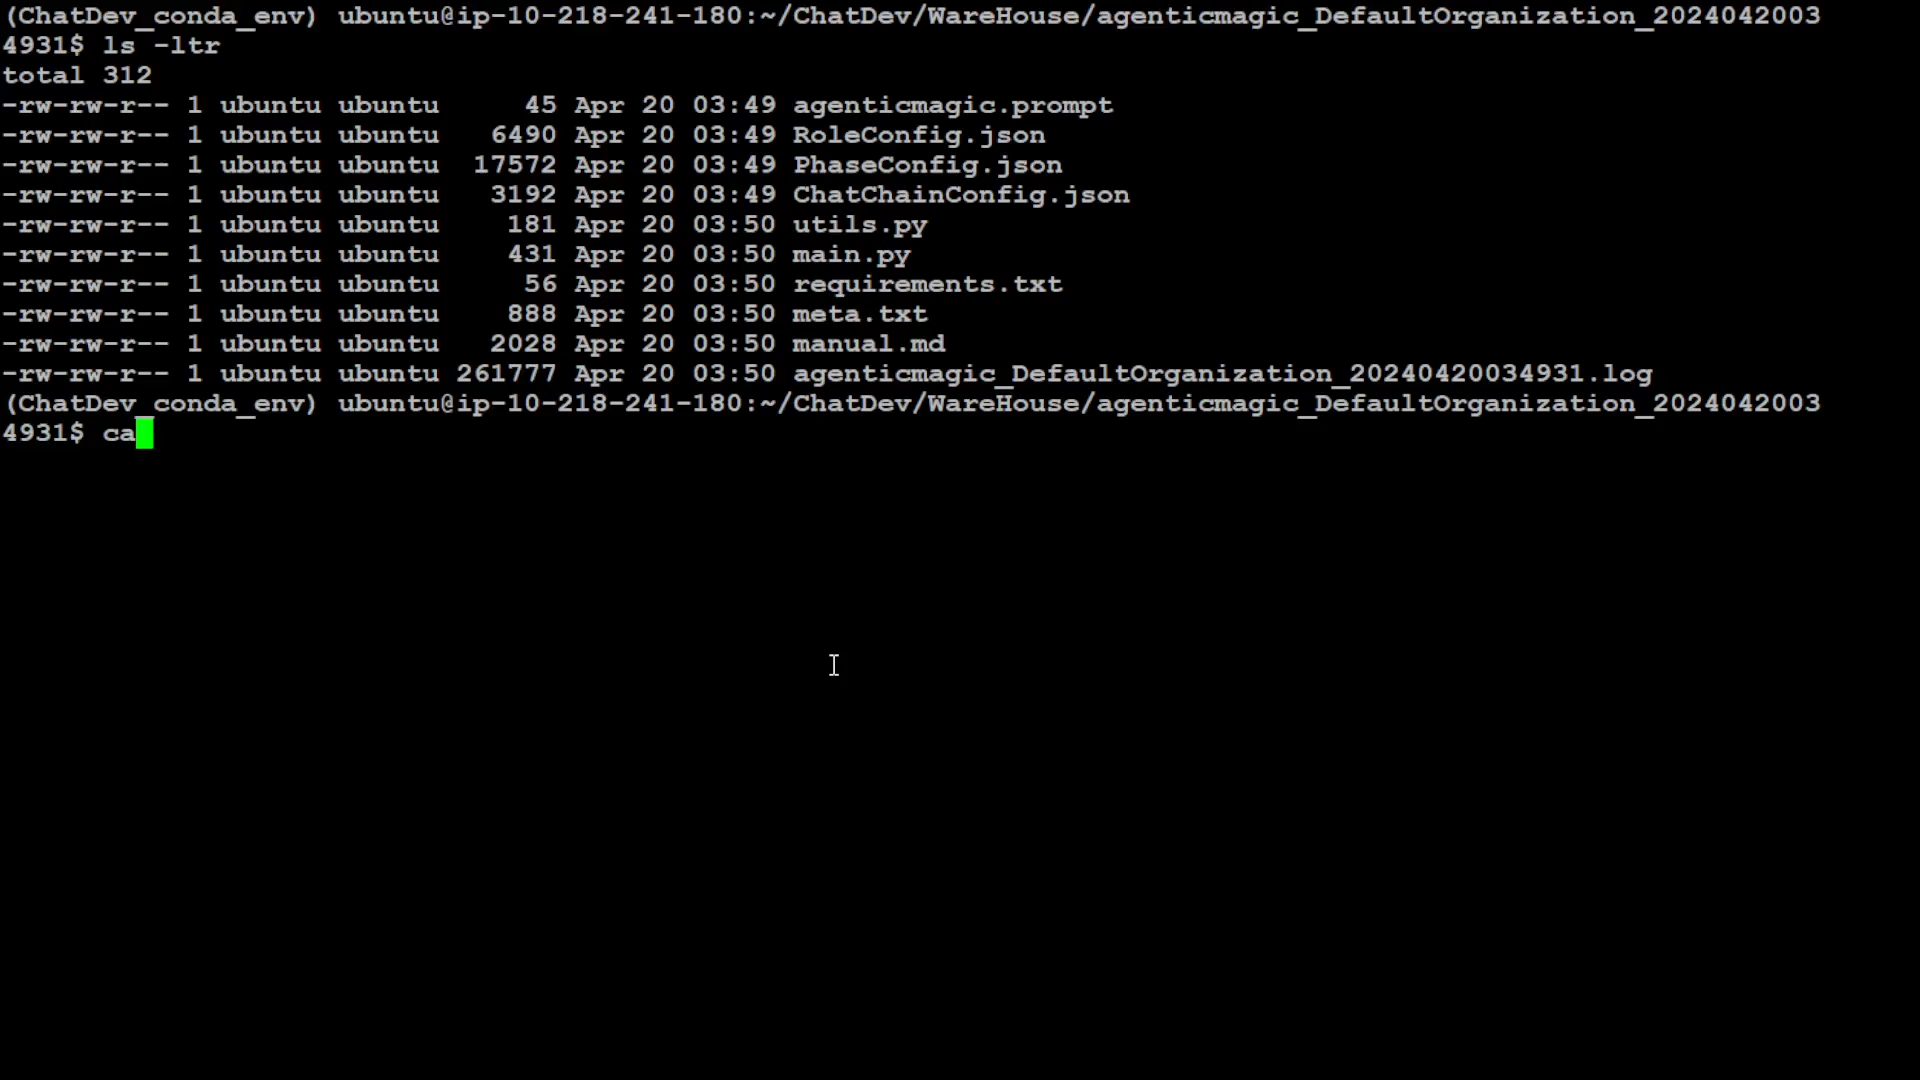 (ChatDev_conda_env) ubuntu@ip-10-218-241-180:~/ChatDev/WareHouse/agenticmagic_DefaultOrganization_2024042003
4931$ ls -ltr
total 312
-rw-rw-r-- 1 ubuntu ubuntu     45 Apr 20 03:49 agenticmagic.prompt
-rw-rw-r-- 1 ubuntu ubuntu   6490 Apr 20 03:49 RoleConfig.json
-rw-rw-r-- 1 ubuntu ubuntu  17572 Apr 20 03:49 PhaseConfig.json
-rw-rw-r-- 1 ubuntu ubuntu   3192 Apr 20 03:49 ChatChainConfig.json
-rw-rw-r-- 1 ubuntu ubuntu    181 Apr 20 03:50 utils.py
-rw-rw-r-- 1 ubuntu ubuntu    431 Apr 20 03:50 main.py
-rw-rw-r-- 1 ubuntu ubuntu     56 Apr 20 03:50 requirements.txt
-rw-rw-r-- 1 ubuntu ubuntu    888 Apr 20 03:50 meta.txt
-rw-rw-r-- 1 ubuntu ubuntu   2028 Apr 20 03:50 manual.md
-rw-rw-r-- 1 ubuntu ubuntu 261777 Apr 20 03:50 agenticmagic_DefaultOrganization_20240420034931.log
(ChatDev_conda_env) ubuntu@ip-10-218-241-180:~/ChatDev/WareHouse/agenticmagic_DefaultOrganization_2024042003
4931$ ca